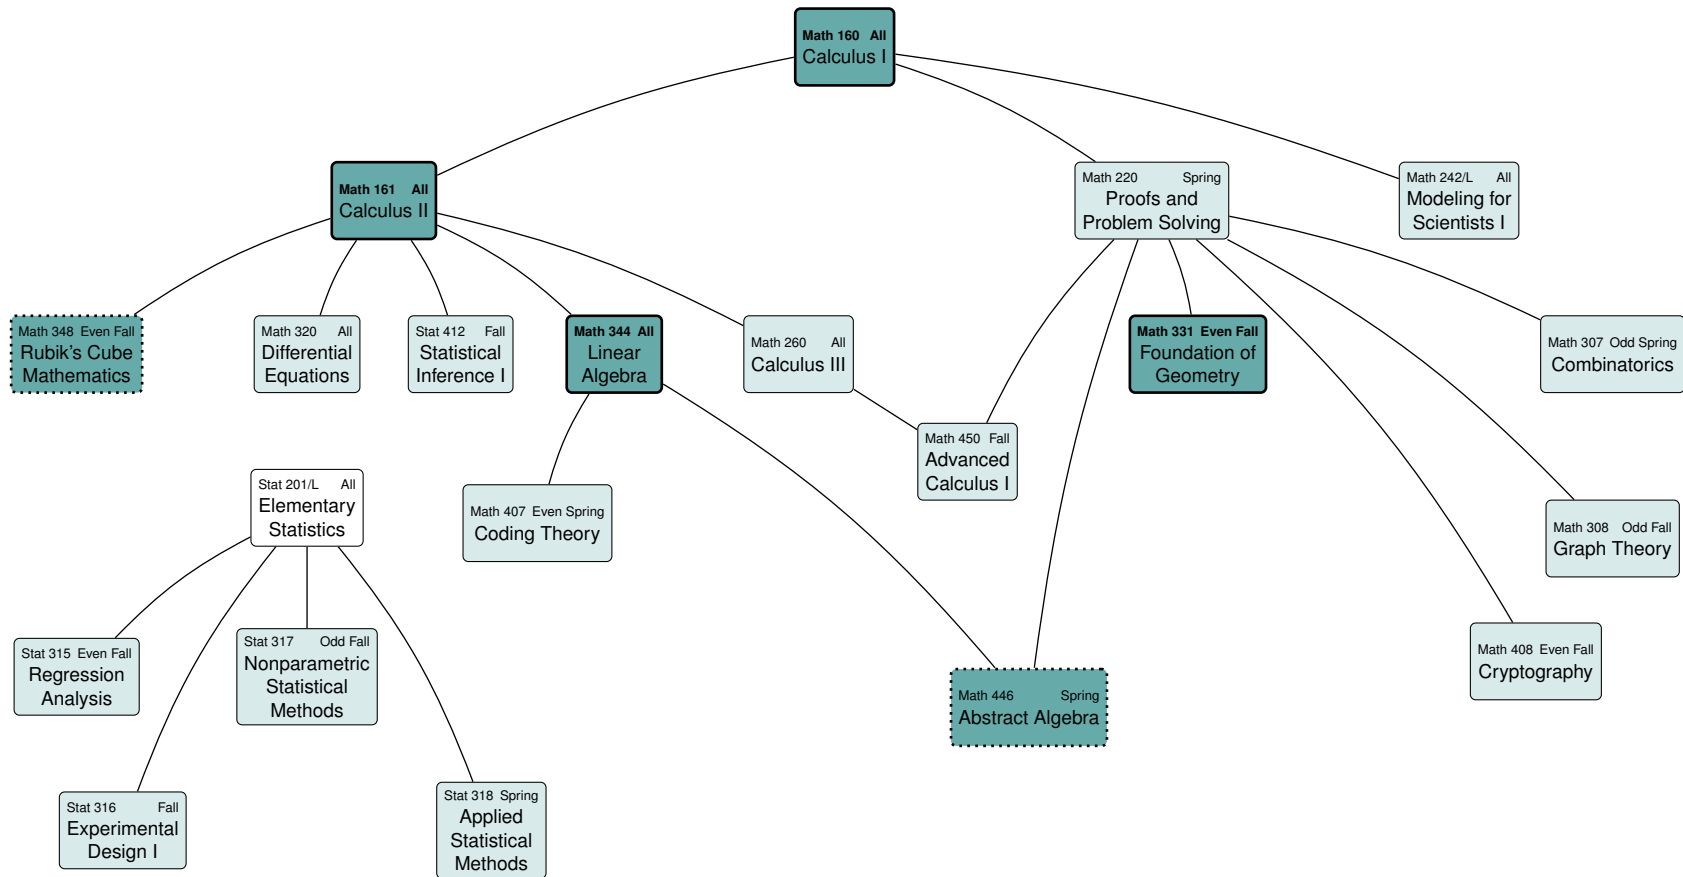 Math 160 All
Calculus I
Math 161 All
Calculus II
Math 220 Spring
Proofs and
Problem Solving
Math 242/L All
Modeling for
Scientists I
Math 348 Even Fall
Rubik's Cube
Mathematics
Math 320 All
Differential
Equations
Stat 412 Fall
Statistical
Inference I
Math 344 All
Linear
Algebra
Math 260 All
Calculus III
Math 331 Even Fall
Foundation of
Geometry
Math 307 Odd Spring
Combinatorics
Math 450 Fall
Advanced
Calculus I
Stat 201/L All
Elementary
Statistics
Math 407 Even Spring
Coding Theory
Math 308 Odd Fall
Graph Theory
Stat 315 Even Fall
Regression
Analysis
Stat 317 Odd Fall
Nonparametric
Statistical
Methods
Math 446 Spring
Abstract Algebra
Math 408 Even Fall
Cryptography
Stat 316 Fall
Experimental
Design I
Stat 318 Spring
Applied
Statistical
Methods